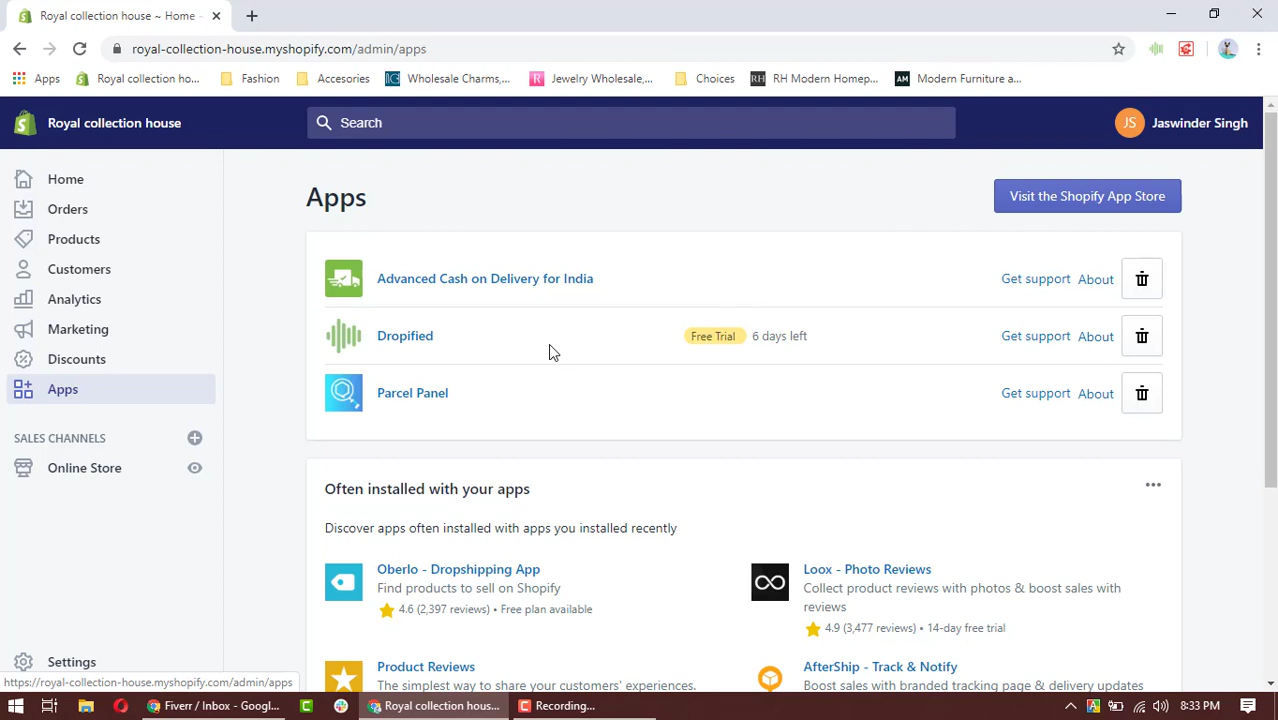 Royal collection house ~ Home -
royal-collection-house.myshopify.com/admin/apps
Apps
Royal collection ho...
Fashion
Accesories
Wholesale Charms,...
Jewelry Wholesale,...
Choices
RH
RH Modern Homep...
AM
Modern Furniture a...
Royal collection house
Search
JS
Jaswinder Singh
Home
Orders
Products
Customers
Analytics
Marketing
Discounts
Apps
SALES CHANNELS
Online Store
Settings
https://royal-collection-house.myshopify.com/admin/apps
Apps
Visit the Shopify App Store
Advanced Cash on Delivery for India
Get support
About
Dropified
Free Trial
6 days left
Get support
About
Parcel Panel
Get support
About
Often installed with your apps
Discover apps often installed with apps you installed recently
Oberlo - Dropshipping App
Find products to sell on Shopify
4.6 (2,397 reviews) • Free plan available
Loox - Photo Reviews
Collect product reviews with photos & boost sales with
reviews
4.9 (3,477 reviews) • 14-day free trial
Product Reviews
The simplest way to share your customers' experiences.
AfterShip - Track & Notify
Boost sales with branded tracking page & delivery updates
Fiverr / Inbox - Googl...
Royal collection hous...
Recording...
8:33 PM